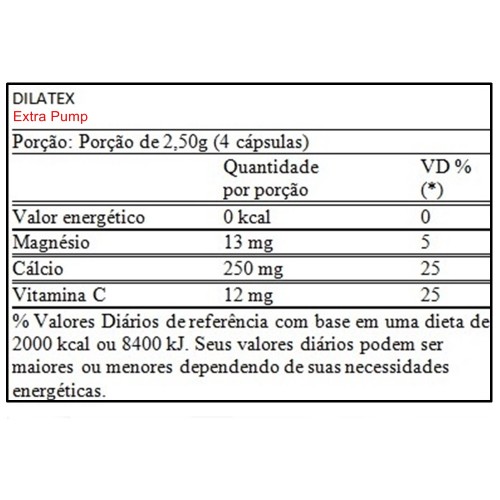 DILATEX
Extra Pump
Porção: Porção de 2,50g (4 cápsulas)
Quantidade por porção VD % (*)
Valor energético 0 kcal 0
Magnésio 13 mg 5
Cálcio 250 mg 25
Vitamina C 12 mg 25
% Valores Diários de referência com base em uma dieta de
2000 kcal ou 8400 kJ. Seus valores diários podem ser
maiores ou menores dependendo de suas necessidades
energéticas.